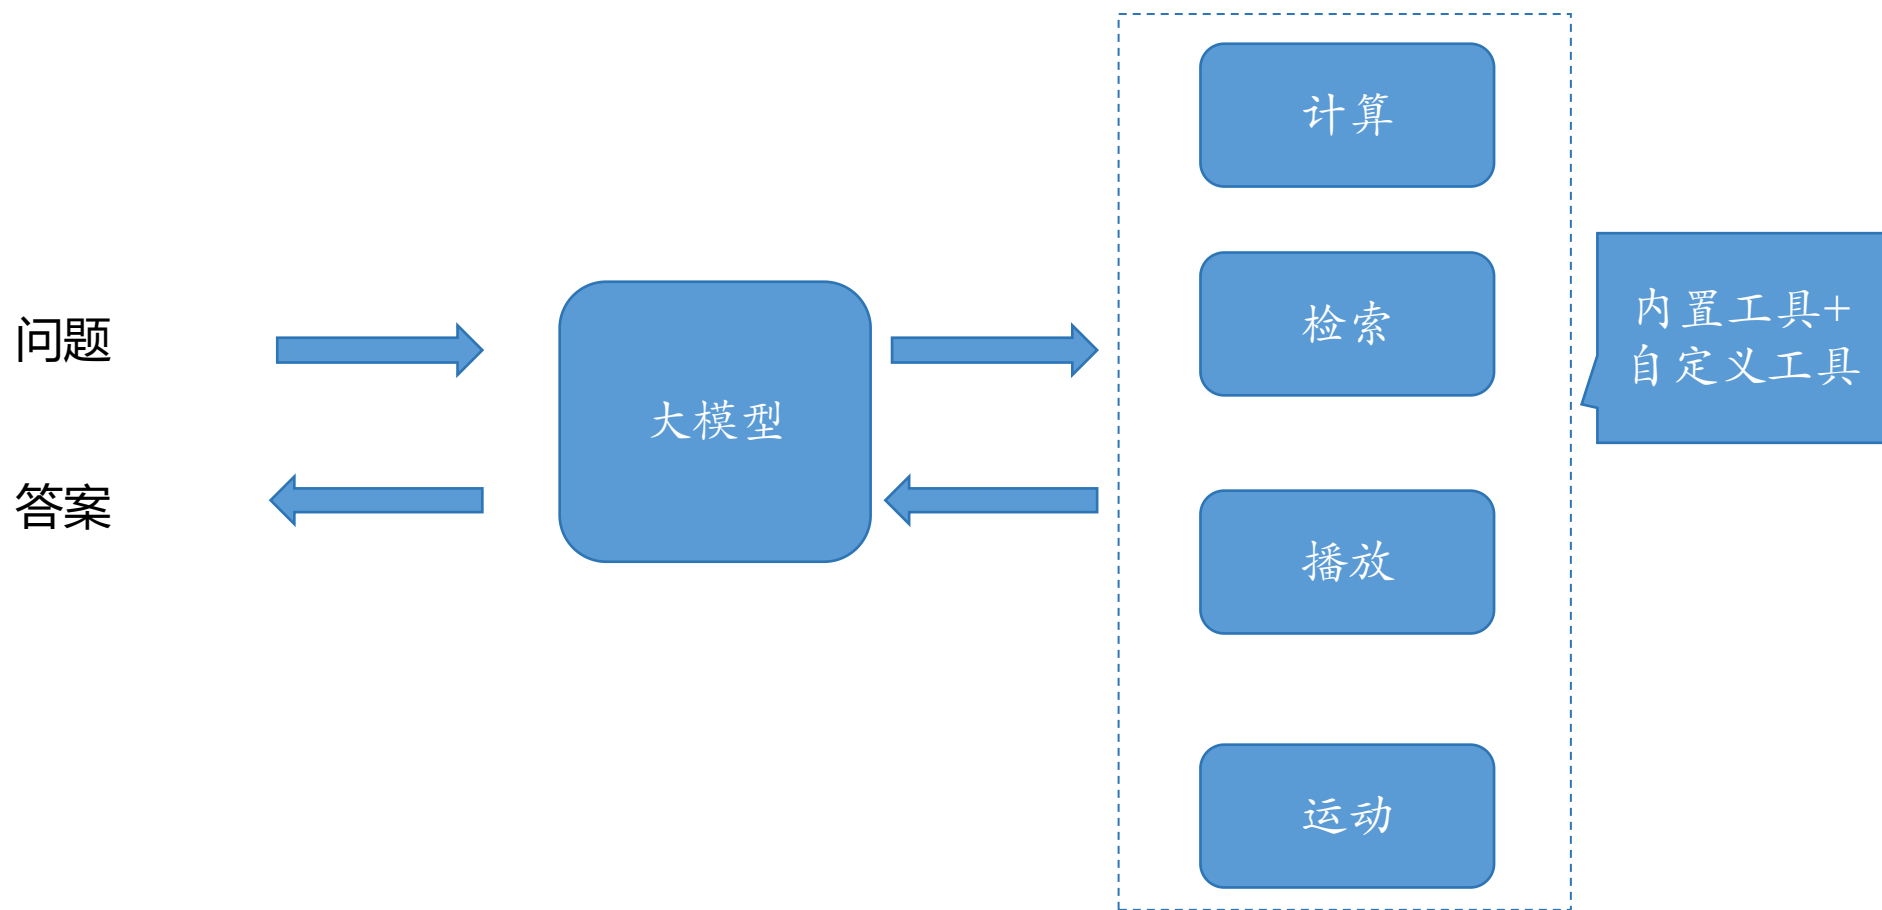 问题
答案
大模型
计算
检索
播放
运动
内置工具+
自定义工具